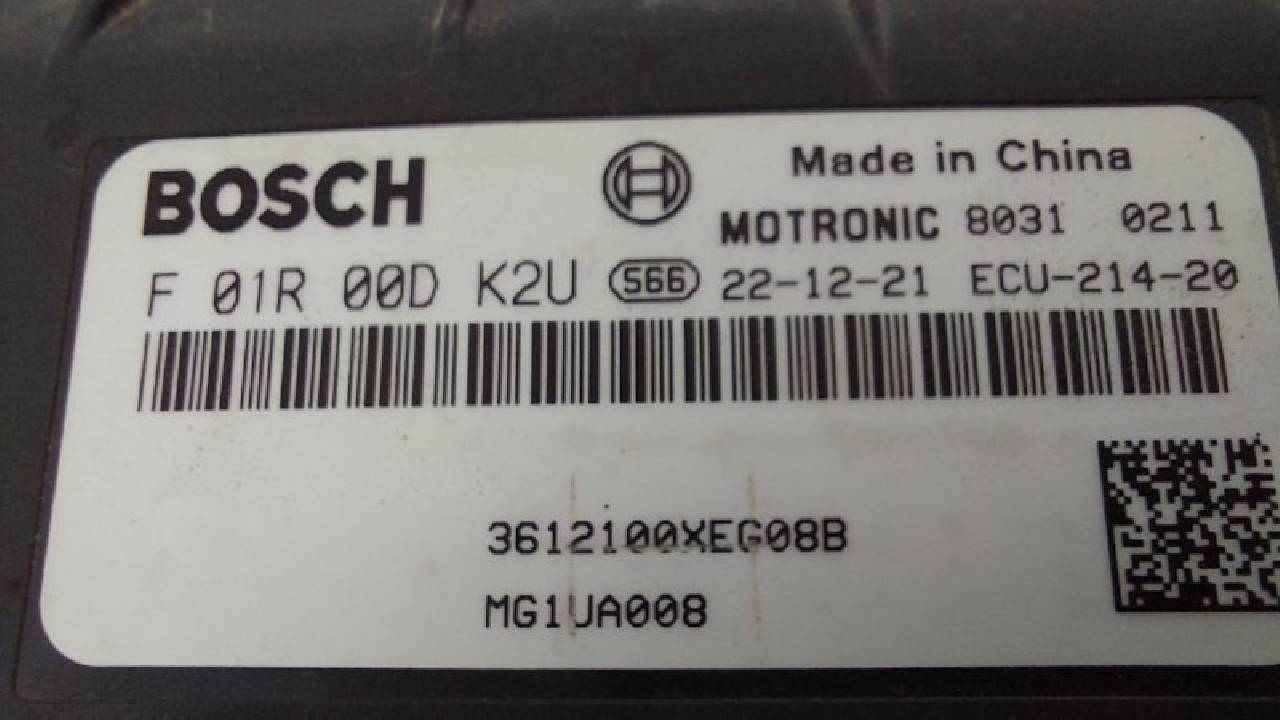 BOSCH
Made in China
MOTRONIC 8031 0211
F 01R 00D K2U 566 22-12-21 ECU-214-20
3612100XEG08B
MG1UA008